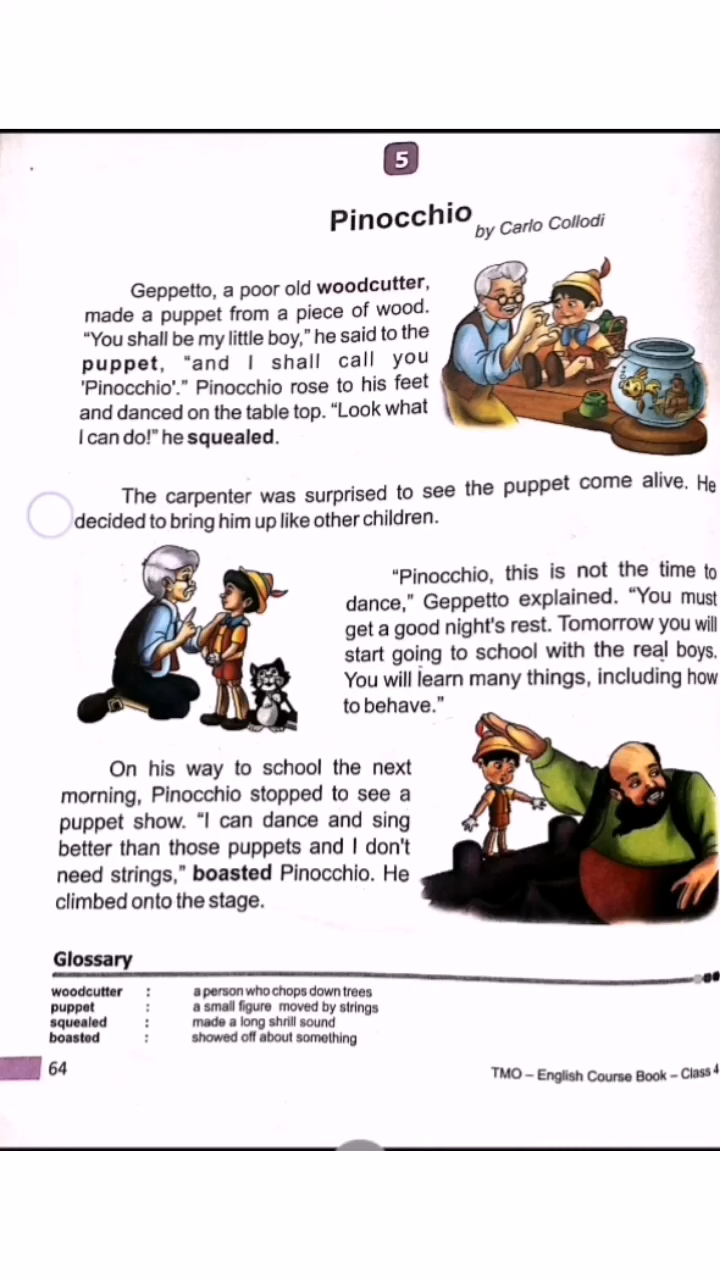 5
Pinocchio
by Carlo Collodi
Geppetto, a poor old woodcutter,
made a puppet from a piece of wood.
“You shall be my little boy,” he said to the
puppet, “and I shall call you
'Pinocchio'.” Pinocchio rose to his feet
and danced on the table top. “Look what
I can do!” he squealed.
The carpenter was surprised to see the puppet come alive. He
decided to bring him up like other children.
“Pinocchio, this is not the time to
dance,” Geppetto explained. “You must
get a good night's rest. Tomorrow you will
start going to school with the real boys.
You will learn many things, including how
to behave.”
On his way to school the next
morning, Pinocchio stopped to see a
puppet show. “I can dance and sing
better than those puppets and I don't
need strings,” boasted Pinocchio. He
climbed onto the stage.
Glossary
woodcutter : a person who chops down trees
puppet : a small figure moved by strings
squealed : made a long shrill sound
boasted : showed off about something
64
TMO – English Course Book – Class 4